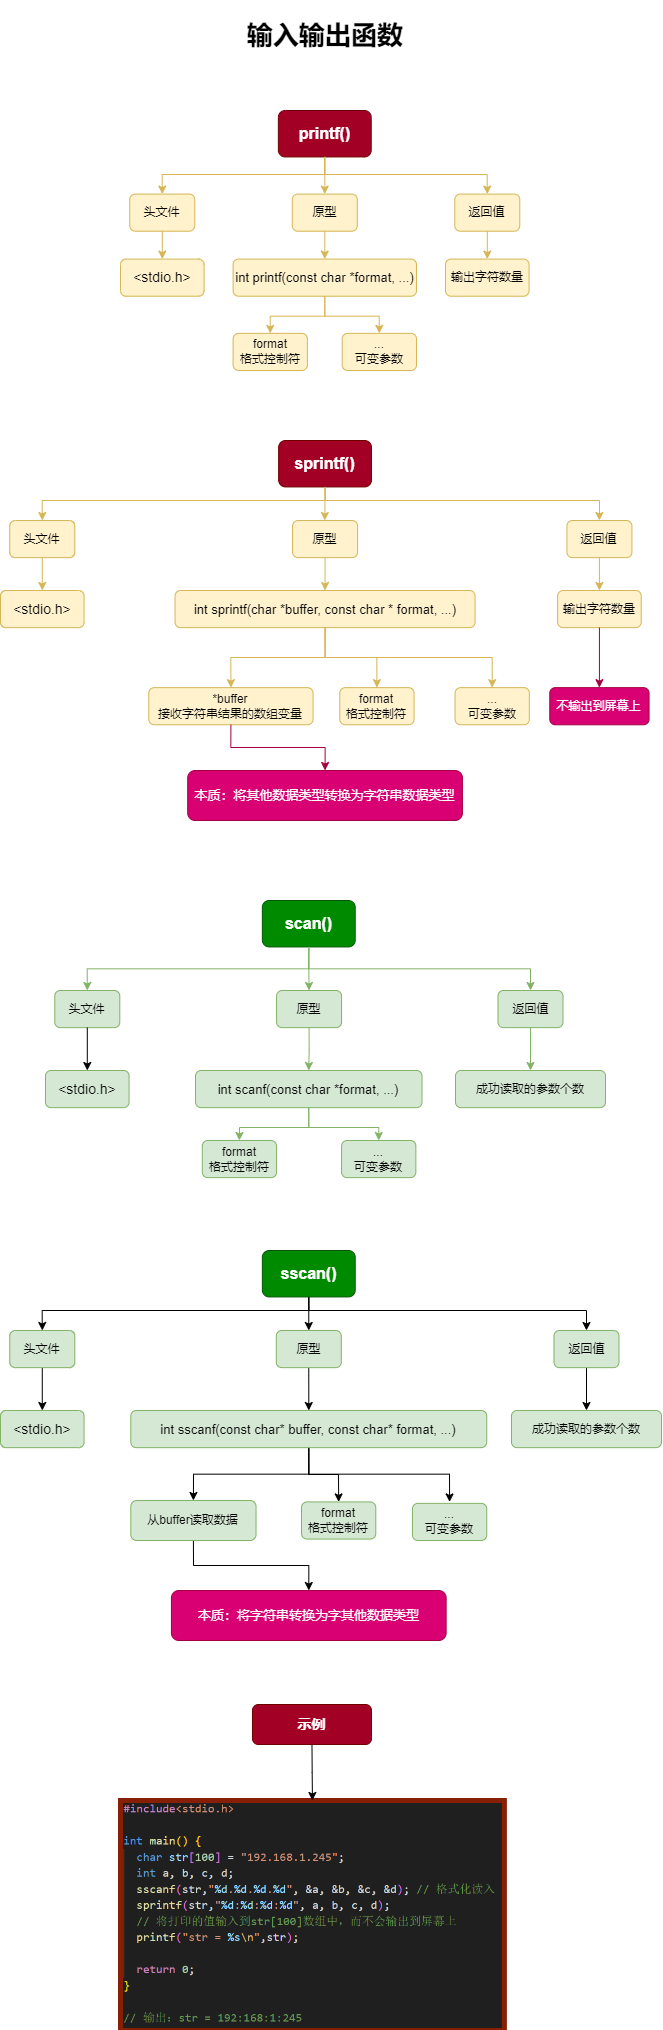 输入输出函数
printf()
头文件
原型
返回值
<stdio.h>
int printf(const char *format, ...)
输出字符数量
format
格式控制符
...
可变参数
sprintf()
头文件
原型
返回值
<stdio.h>
int sprintf(char *buffer, const char * format, ...)
输出字符数量
*buffer
接收字符串结果的数组变量
format
格式控制符
...
可变参数
不输出到屏幕上
本质：将其他数据类型转换为字符串数据类型
scan()
头文件
原型
返回值
<stdio.h>
int scanf(const char *format, ...)
成功读取的参数个数
format
格式控制符
...
可变参数
sscan()
头文件
原型
返回值
<stdio.h>
int sscanf(const char* buffer, const char* format, ...)
成功读取的参数个数
从buffer读取数据
format
格式控制符
...
可变参数
本质：将字符串转换为字其他数据类型
示例
#include<stdio.h>
int main() {
char str[100] = "192.168.1.245";
int a, b, c, d;
sscanf(str,"%d.%d.%d.%d", &a, &b, &c, &d); // 格式化读入
sprintf(str,"%d:%d:%d:%d", a, b, c, d);
// 将打印的值输入到str[100]数组中，而不会输出到屏幕上
printf("str = %s\n",str);
return 0;
}
// 输出：str = 192:168:1:245